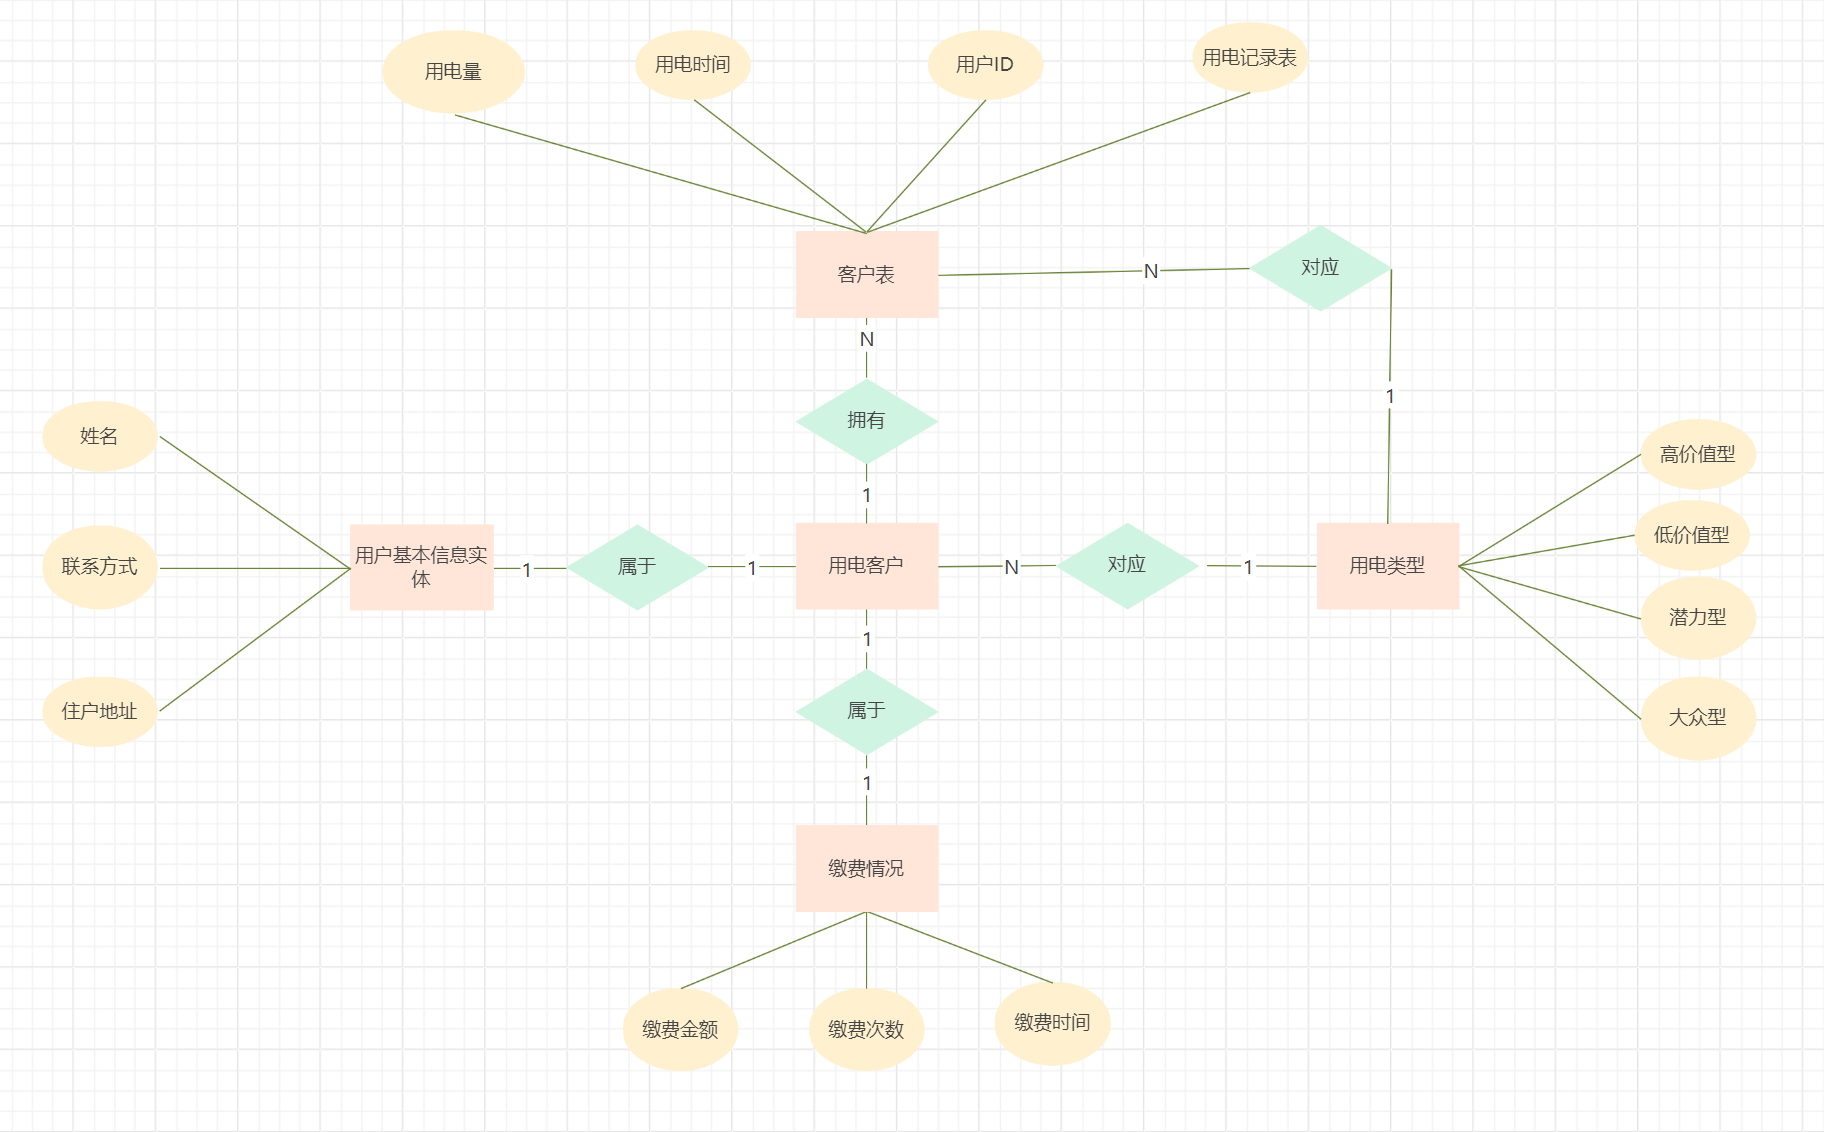 用电量
用电时间
用户ID
用电记录表
客户表
N
对应
N
拥有
1
1
姓名
联系方式
住户地址
用户基本信息实
体
1
属于
1
用电客户
N
对应
1
用电类型
高价值型
低价值型
潜力型
大众型
1
属于
1
缴费情况
缴费金额
缴费次数
缴费时间